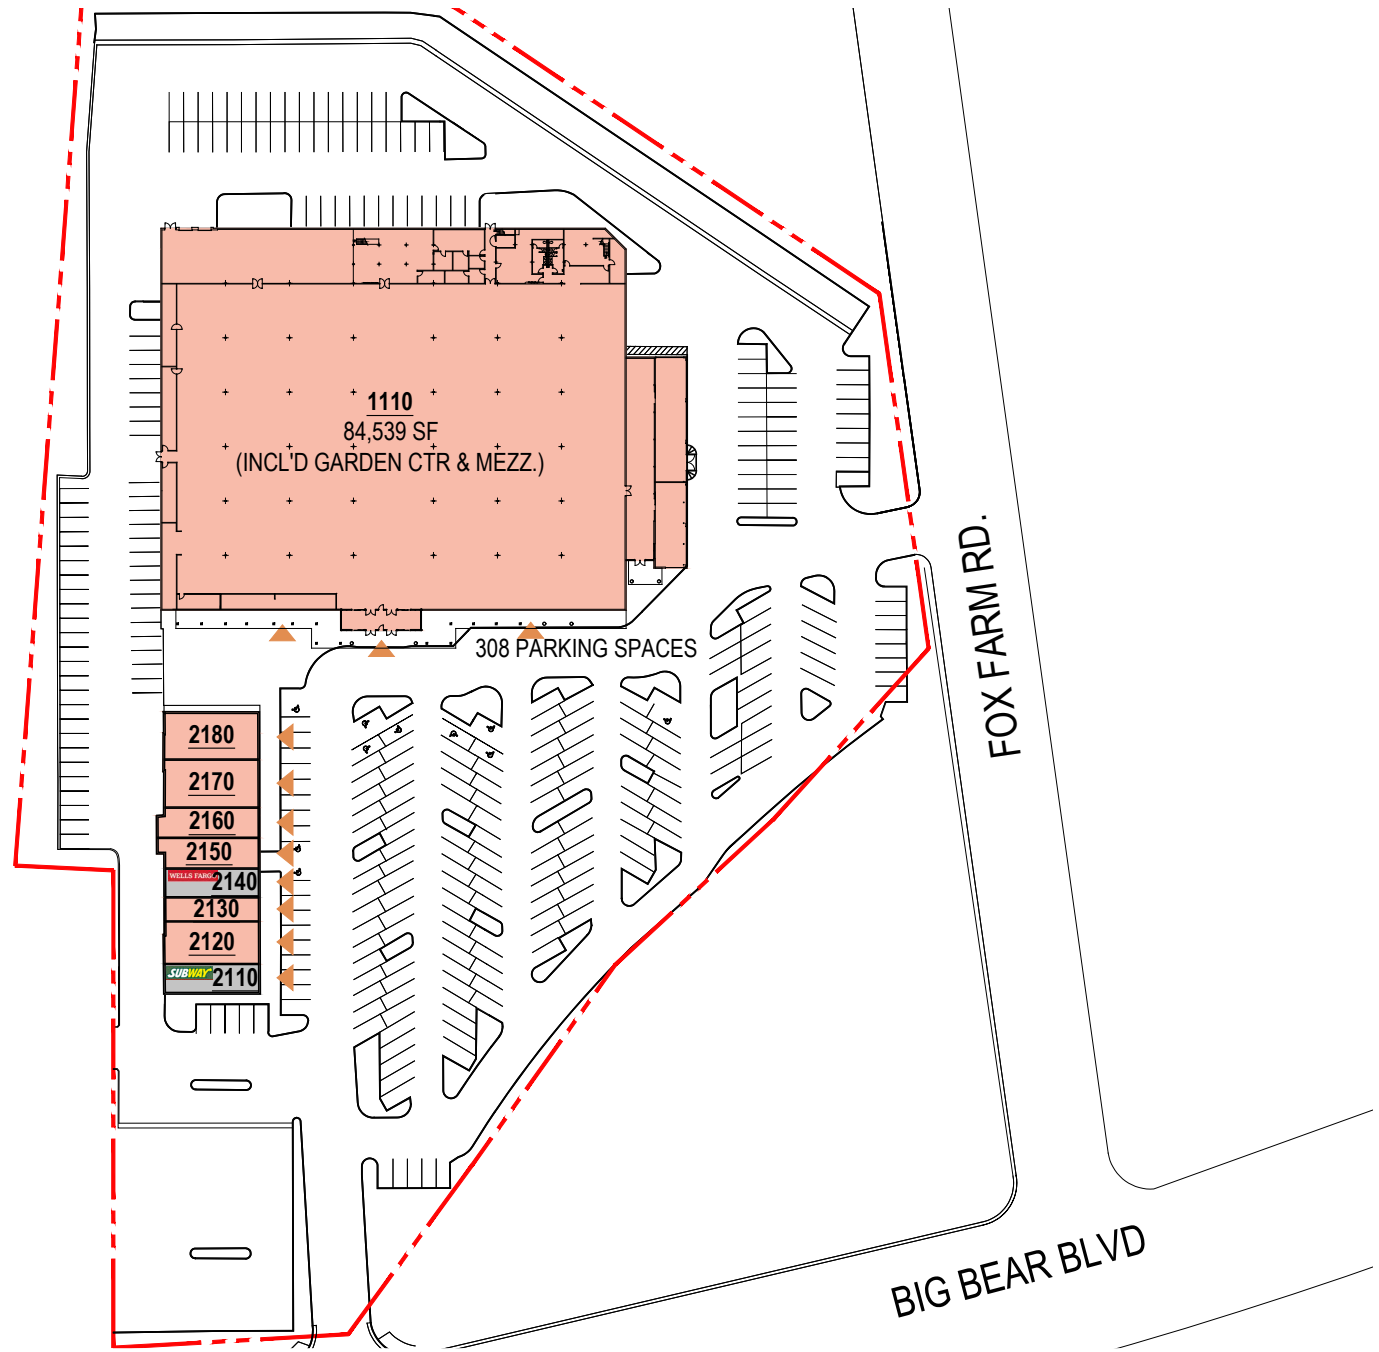 1110
84,539 SF
(INCL'D GARDEN CTR & MEZZ.)
308 PARKING SPACES
FOX FARM RD.
2180
2170
2160
2150
WELLS FARGO 2140
2130
2120
SUBWAY 2110
BIG BEAR BLVD